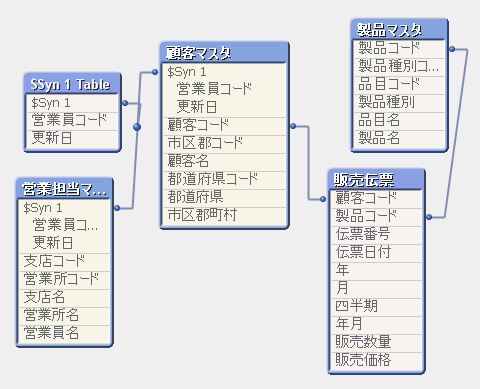 $Syn 1 Table
$Syn 1
営業員コード
更新日
営業担当マ...
$Syn 1
営業員コ...
更新日
支店コード
営業所コード
支店名
営業所名
営業員名
顧客マスタ
$Syn 1
営業員コード
更新日
顧客コード
市区郡コード
顧客名
都道府県コード
都道府県
市区郡町村
製品マスタ
製品コード
製品種別コ...
品目コード
製品種別
品目名
製品名
販売伝票
顧客コード
製品コード
伝票番号
伝票日付
年
月
四半期
年月
販売数量
販売価格